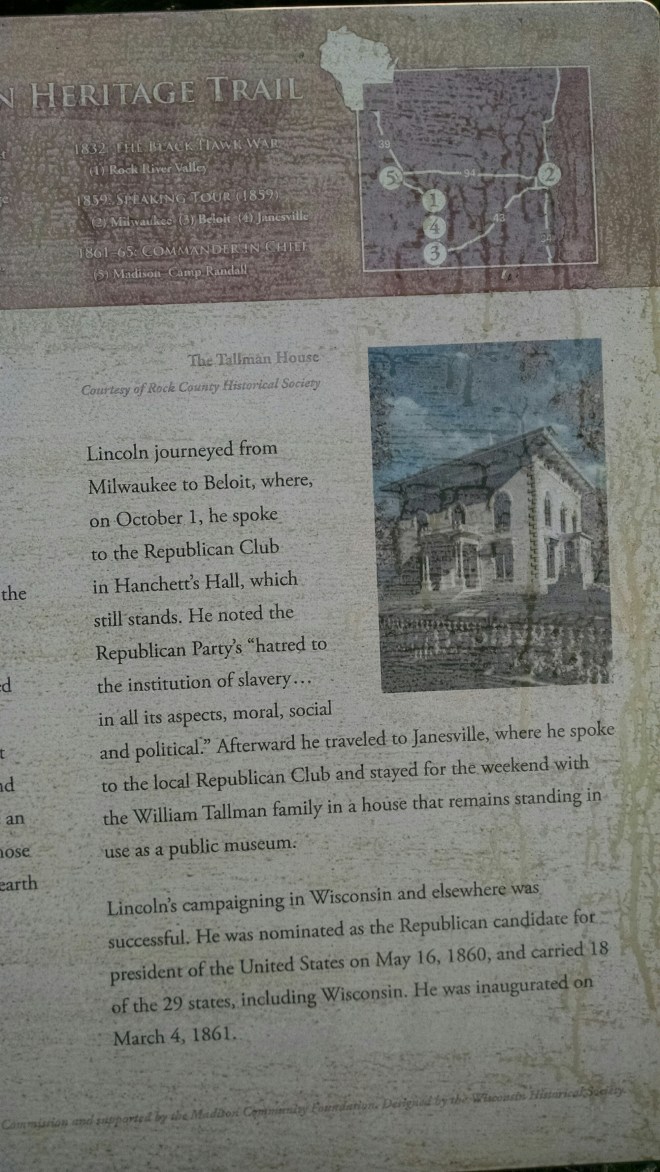 N HERITAGE TRAIL
1832: THE BLACK HAWK WAR
(1) Rock River Valley
1859: SPEAKING TOUR (1859)
(2) Milwaukee (3) Beloit (4) Janesville
1861-65: COMMANDER IN CHIEF
(5) Madison Camp Randall
39
94
43
5
2
1
4
3
The Tallman House
Courtesy of Rock County Historical Society
Lincoln journeyed from
Milwaukee to Beloit, where,
on October 1, he spoke
to the Republican Club
in Hanchett's Hall, which
still stands. He noted the
Republican Party's “hatred to
the institution of slavery…
in all its aspects, moral, social
and political.” Afterward he traveled to Janesville, where he spoke
to the local Republican Club and stayed for the weekend with
the William Tallman family in a house that remains standing in
use as a public museum.
Lincoln's campaigning in Wisconsin and elsewhere was
successful. He was nominated as the Republican candidate for
president of the United States on May 16, 1860, and carried 18
of the 29 states, including Wisconsin. He was inaugurated on
March 4, 1861.
the
ed
t
nd
an
hose
earth
Commission and supported by the Madison Community Foundation. Designed by the Wisconsin Historical Society.